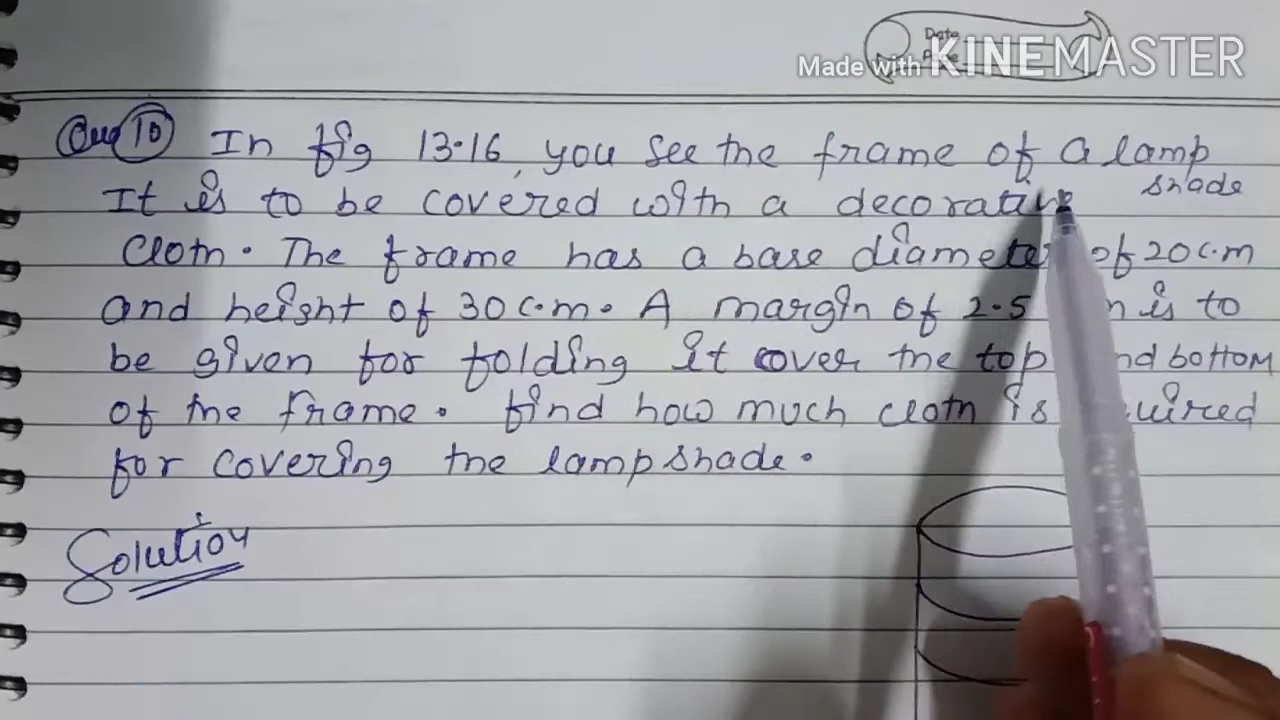 Date
Made with KINEMASTER
Que 10 In fig 13.16, you see the frame of a lamp
shade
It is to be covered with a decorative
cloth. The frame has a base diameter of 20 c.m
and height of 30 c.m. A margin of 2.5 is to
be given for folding it over the top and bottom
of the frame. find how much cloth is required
for covering the lampshade.
Solution